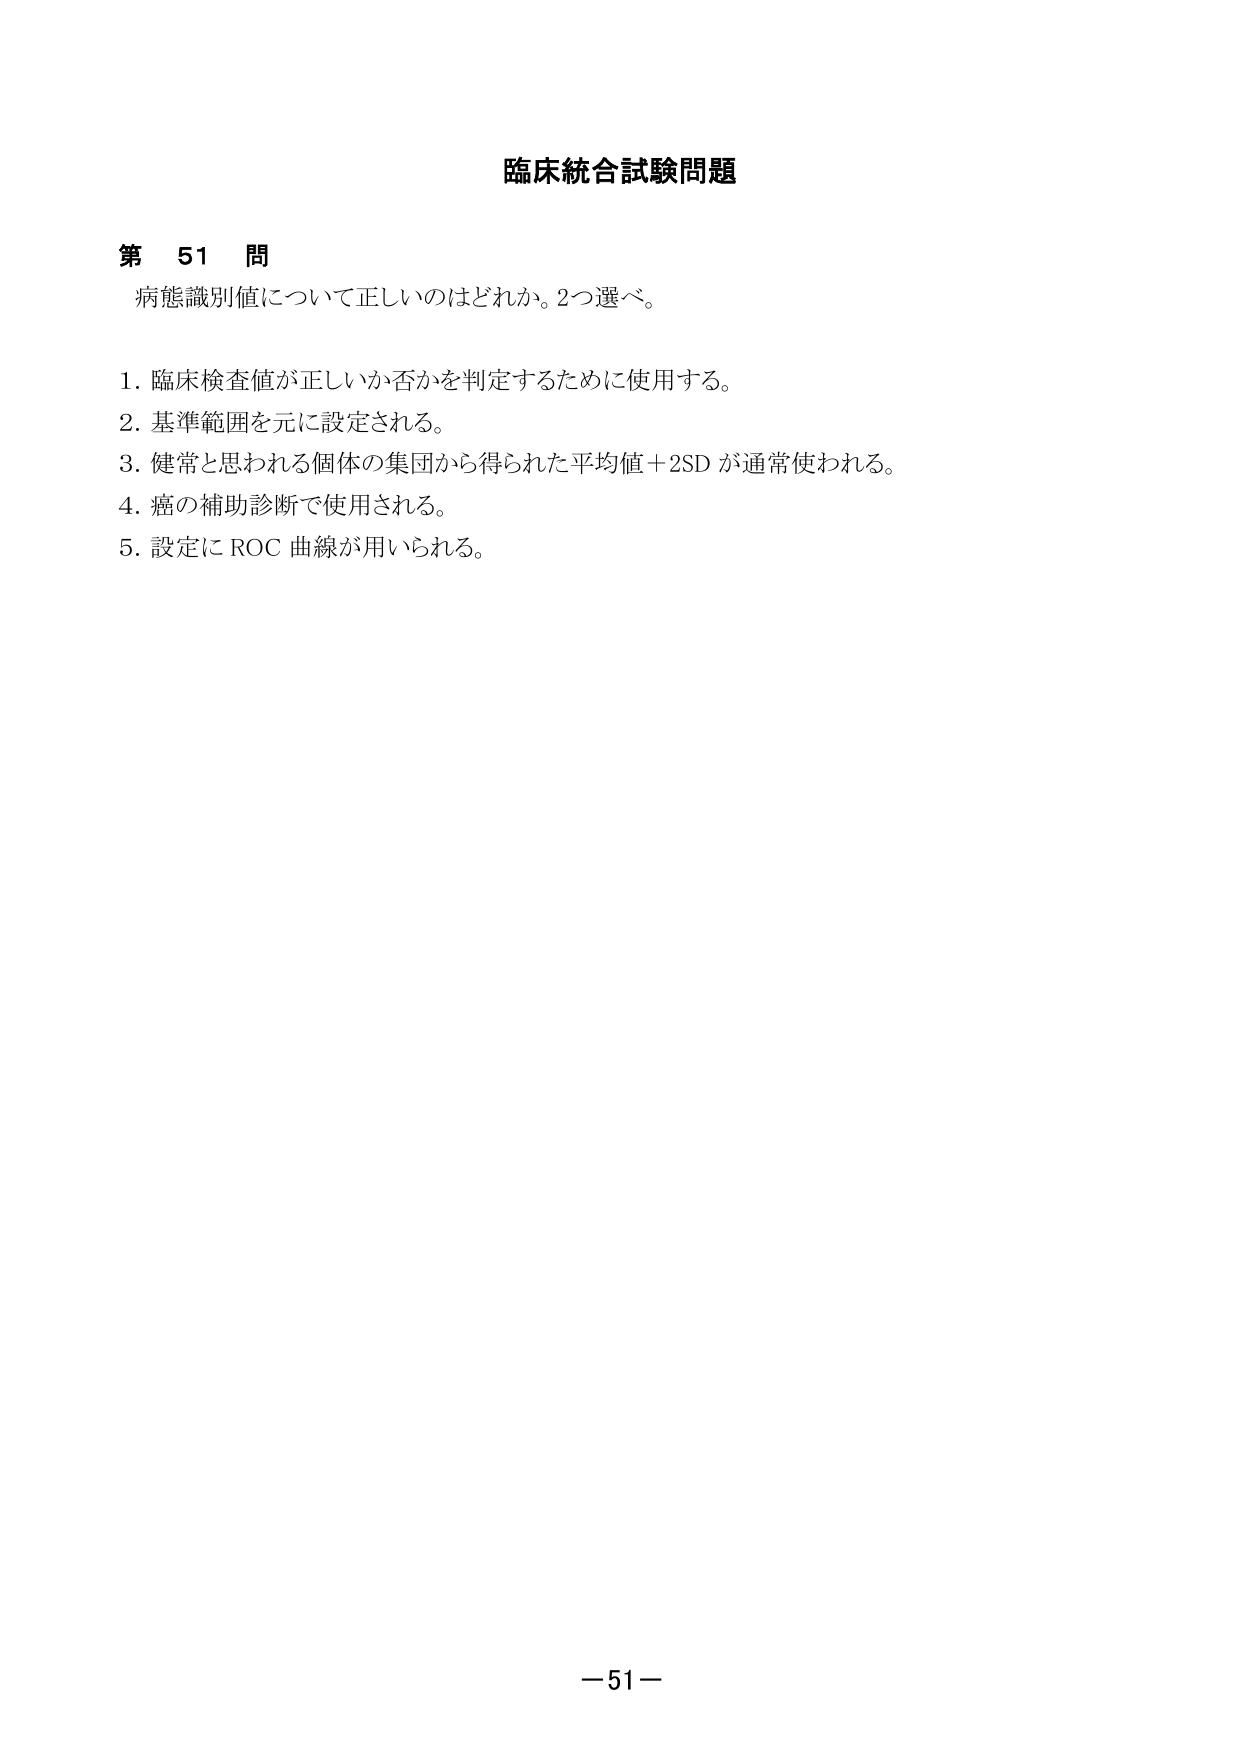 臨床統合試験問題
第 51 問
病態識別値について正しいのはどれか。2つ選べ。
1. 臨床検査値が正しいか否かを判定するために使用する。
2. 基準範囲を元に設定される。
3. 健常と思われる個体の集団から得られた平均値＋2SD が通常使われる。
4. 癌の補助診断で使用される。
5. 設定に ROC 曲線が用いられる。
－51－